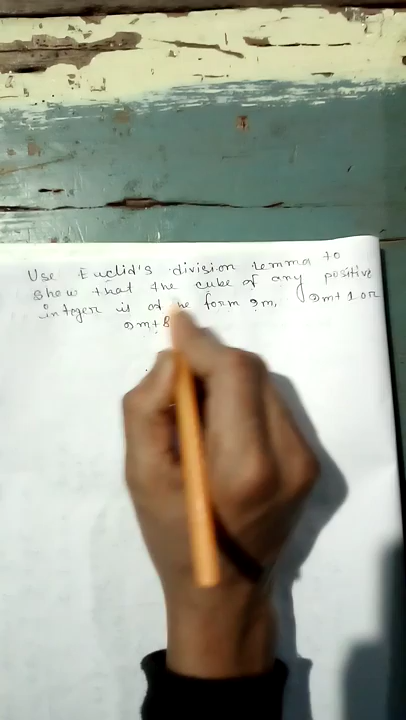 Use Euclid's division lemma to
show that the cube of any positive
integer is of the form 9m, 9m+1 or
9m+8